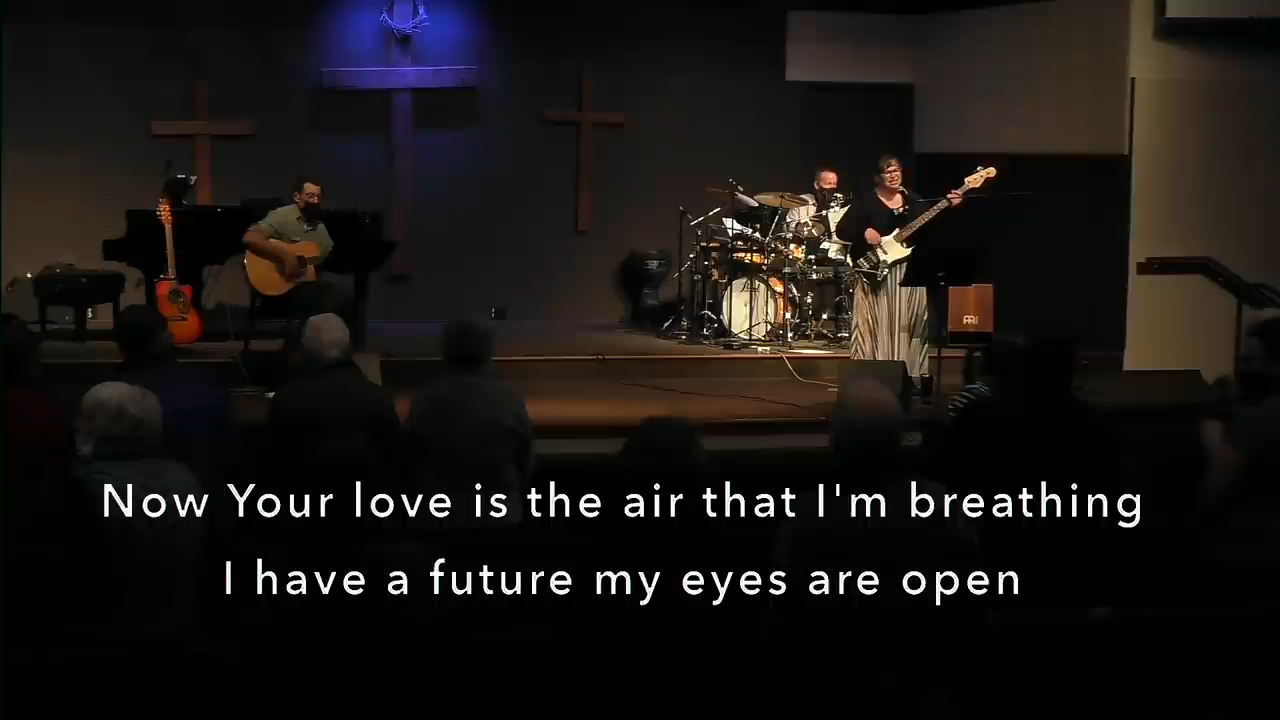 Now Your love is the air that I'm breathing
I have a future my eyes are open